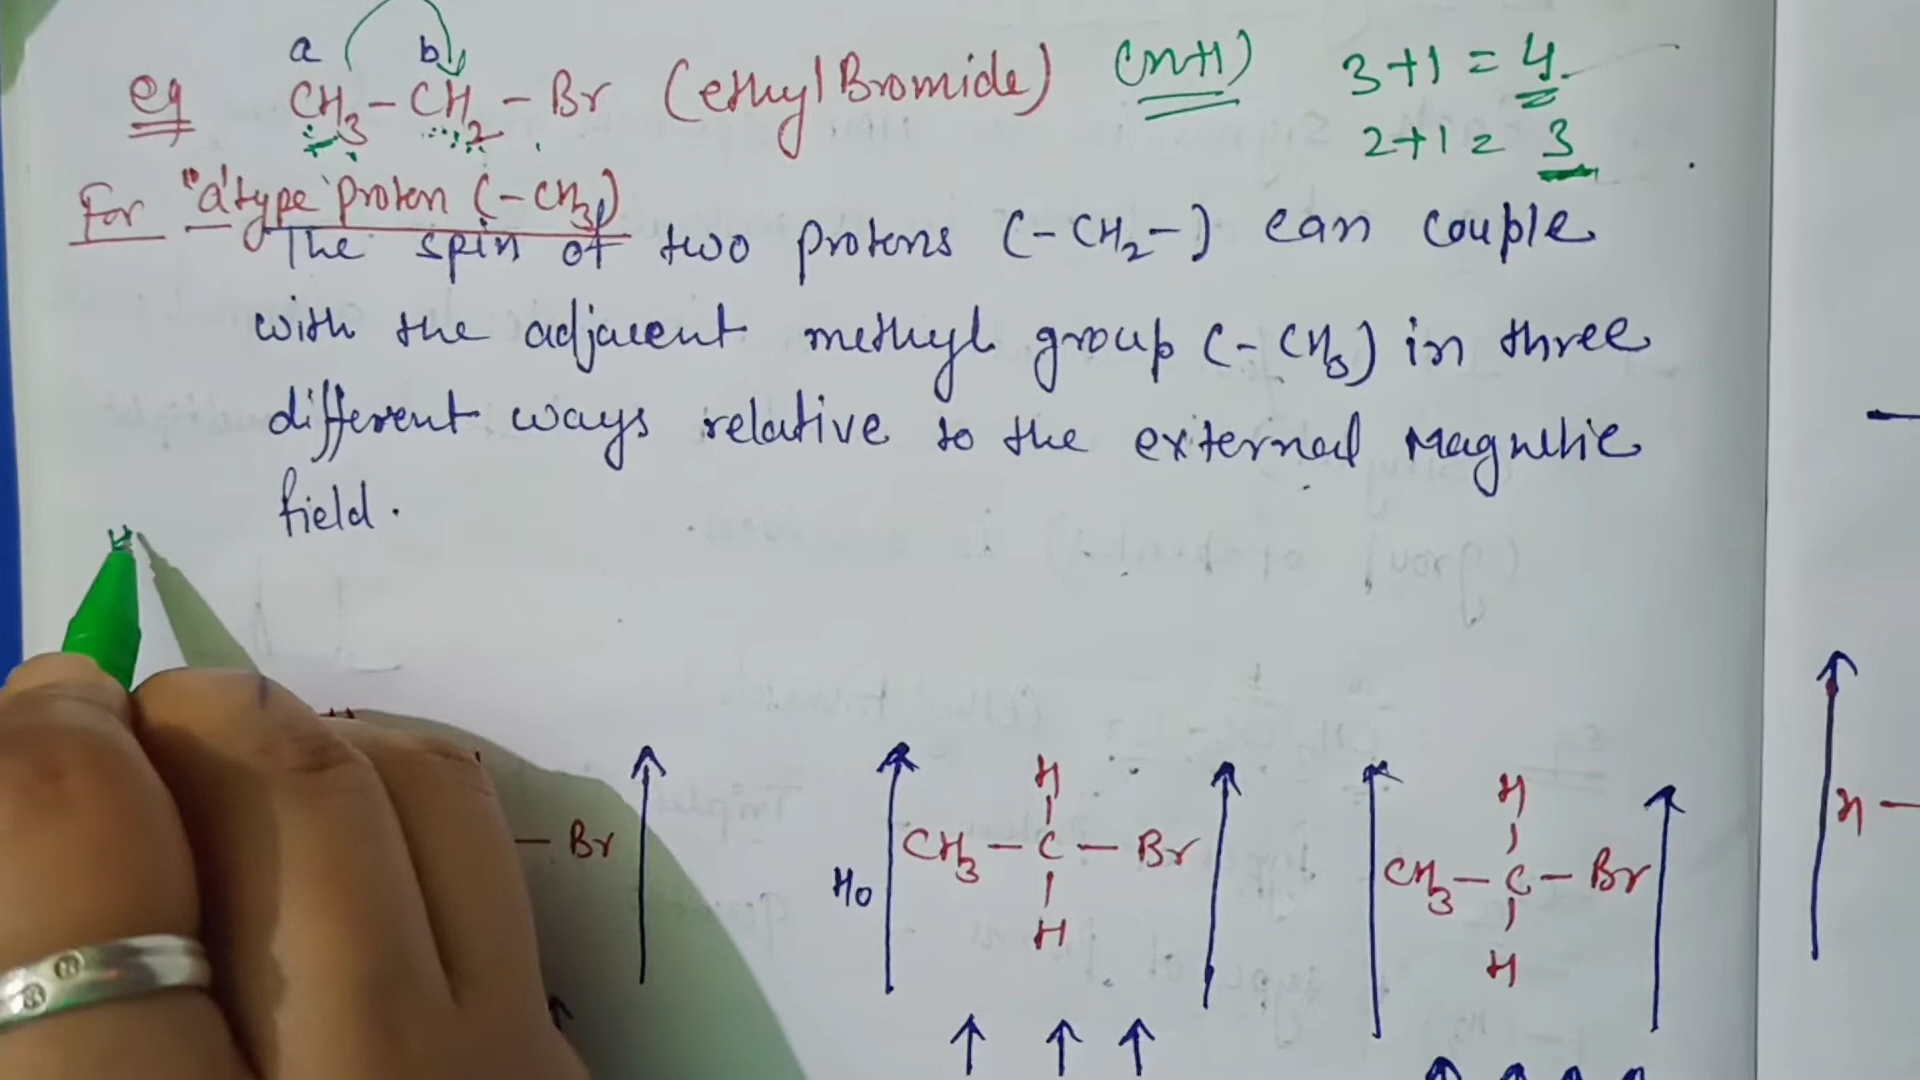 a b
eg CH3 - CH2 - Br (ethyl Bromide) (n+1) 3+1 = 4
2+1 = 3
For "a" type proton (-CH3)
The spin of two protons (-CH2-) can couple
with the adjacent methyl group (-CH3) in three
different ways relative to the external Magnetic
field.
H H
- Br CH3 - C - Br CH3 - C - Br H -
H0
H H